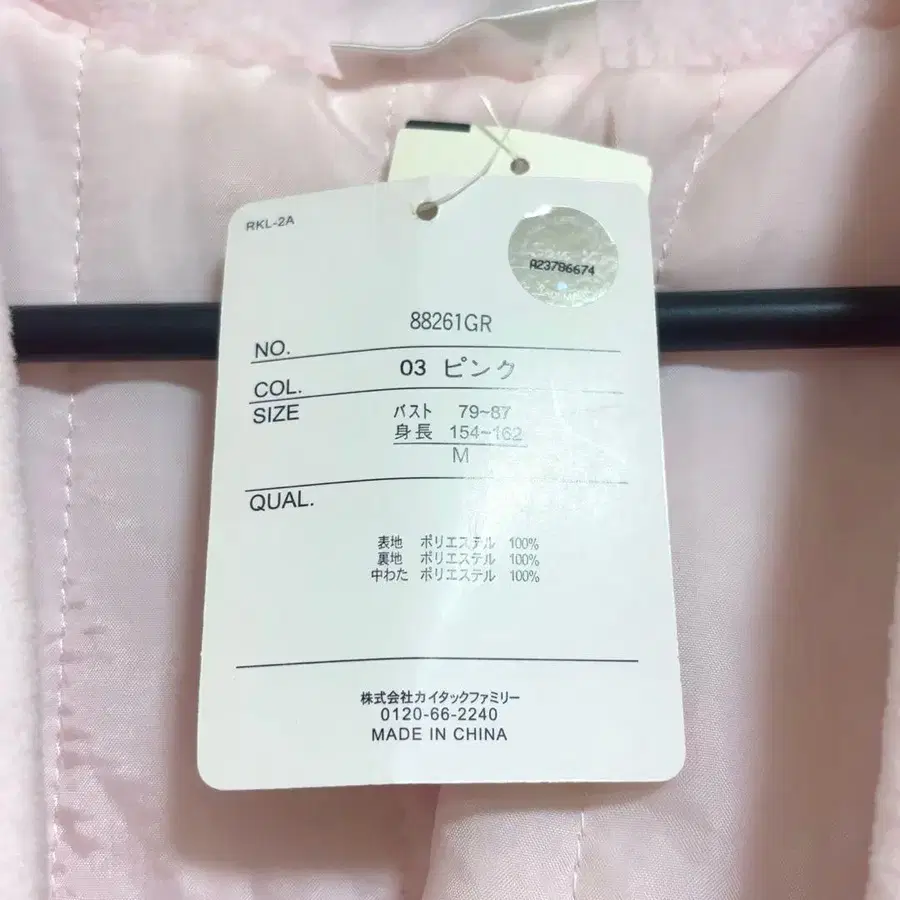 RKL-2A
A23786674
NO. 88261GR
COL. 03 ピンク
SIZE バスト 79~87
身長 154~162
M
QUAL.
表地 ポリエステル 100%
裏地 ポリエステル 100%
中わた ポリエステル 100%
株式会社カイタックファミリー
0120-66-2240
MADE IN CHINA